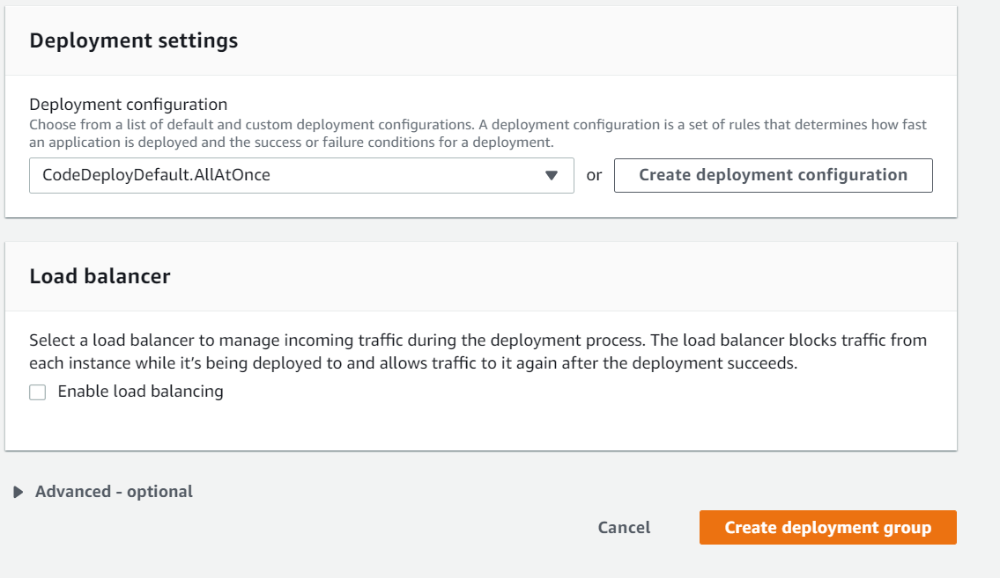 Deployment settings
Deployment configuration
Choose from a list of default and custom deployment configurations. A deployment configuration is a set of rules that determines how fast
an application is deployed and the success or failure conditions for a deployment.
CodeDeployDefault.AllAtOnce
or
Create deployment configuration
Load balancer
Select a load balancer to manage incoming traffic during the deployment process. The load balancer blocks traffic from
each instance while it’s being deployed to and allows traffic to it again after the deployment succeeds.
Enable load balancing
Advanced - optional
Cancel
Create deployment group